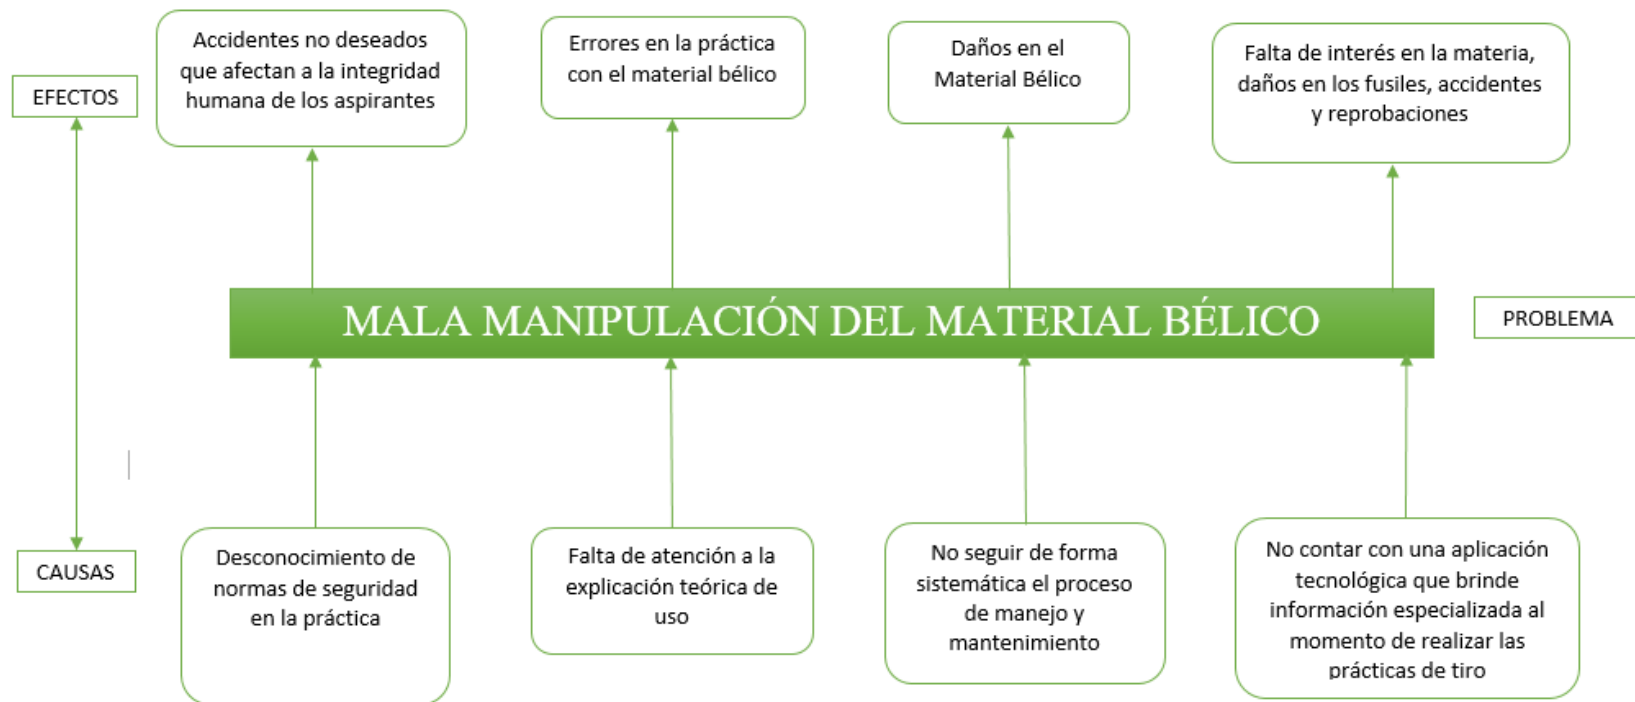 Accidentes no deseados
que afectan a la integridad
humana de los aspirantes
Errores en la práctica
con el material bélico
Daños en el
Material Bélico
Falta de interés en la materia,
daños en los fusiles, accidentes
y reprobaciones
EFECTOS
MALA MANIPULACIÓN DEL MATERIAL BÉLICO
PROBLEMA
CAUSAS
Desconocimiento de
normas de seguridad
en la práctica
Falta de atención a la
explicación teórica de
uso
No seguir de forma
sistemática el proceso
de manejo y
mantenimiento
No contar con una aplicación
tecnológica que brinde
información especializada al
momento de realizar las
prácticas de tiro